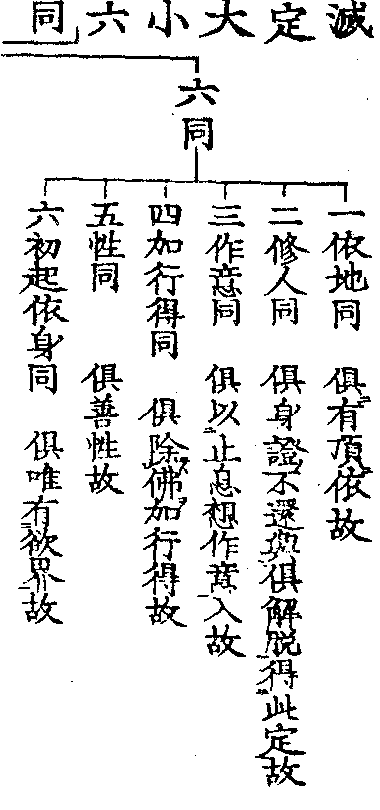 滅定大小六同
六同
一依地同 俱有頂依故
二修人同 俱身證不還與俱解脱得此定故
三作意同 俱以止息想作意入故
四加行得同 俱除佛加行得故
五性同 俱善性故
六初起依身同 俱唯有欲界故